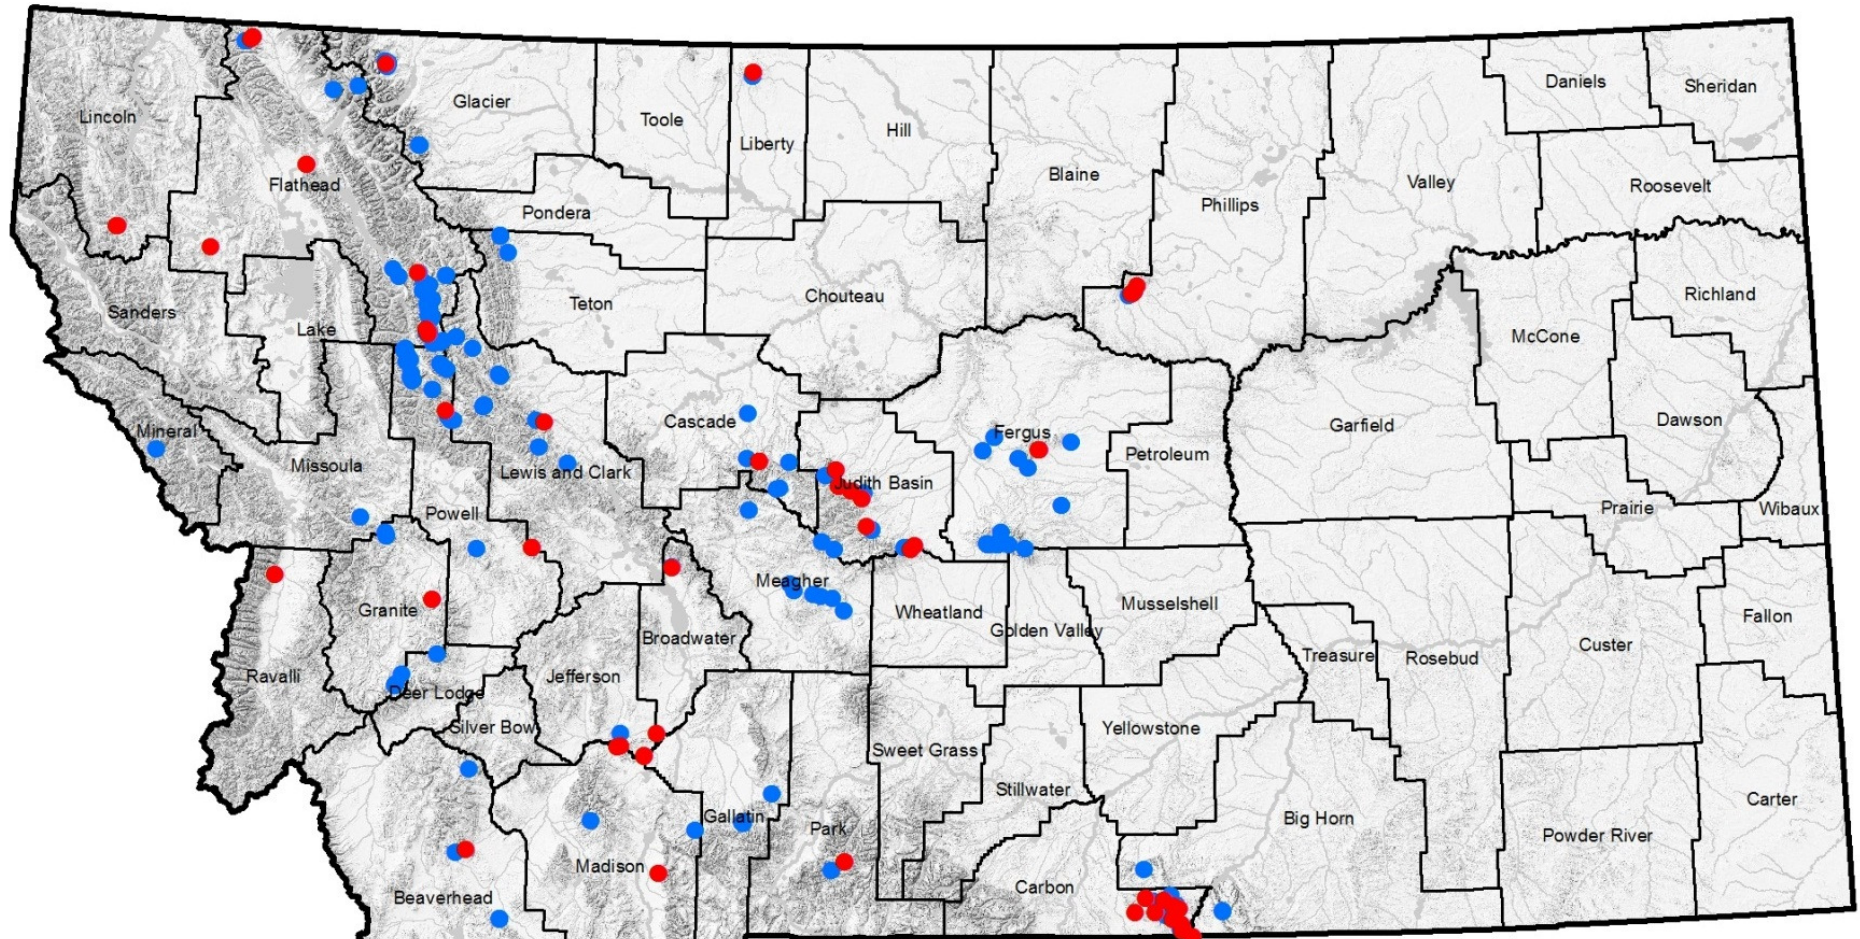 Daniels
Sheridan
Glacier
Lincoln
Toole
Hill
Liberty
Blaine
Valley
Roosevelt
Flathead
Phillips
Pondera
Teton
Chouteau
Richland
Sanders
Lake
McCone
Cascade
Fergus
Garfield
Dawson
Mineral
Missoula
Lewis and Clark
Judith Basin
Petroleum
Powell
Prairie
Wibaux
Meagher
Granite
Wheatland
Musselshell
Fallon
Broadwater
Golden Valley
Custer
Ravalli
Jefferson
Treasure
Rosebud
Deer Lodge
Silver Bow
Sweet Grass
Yellowstone
Stillwater
Carter
Gallatin
Park
Big Horn
Powder River
Madison
Carbon
Beaverhead